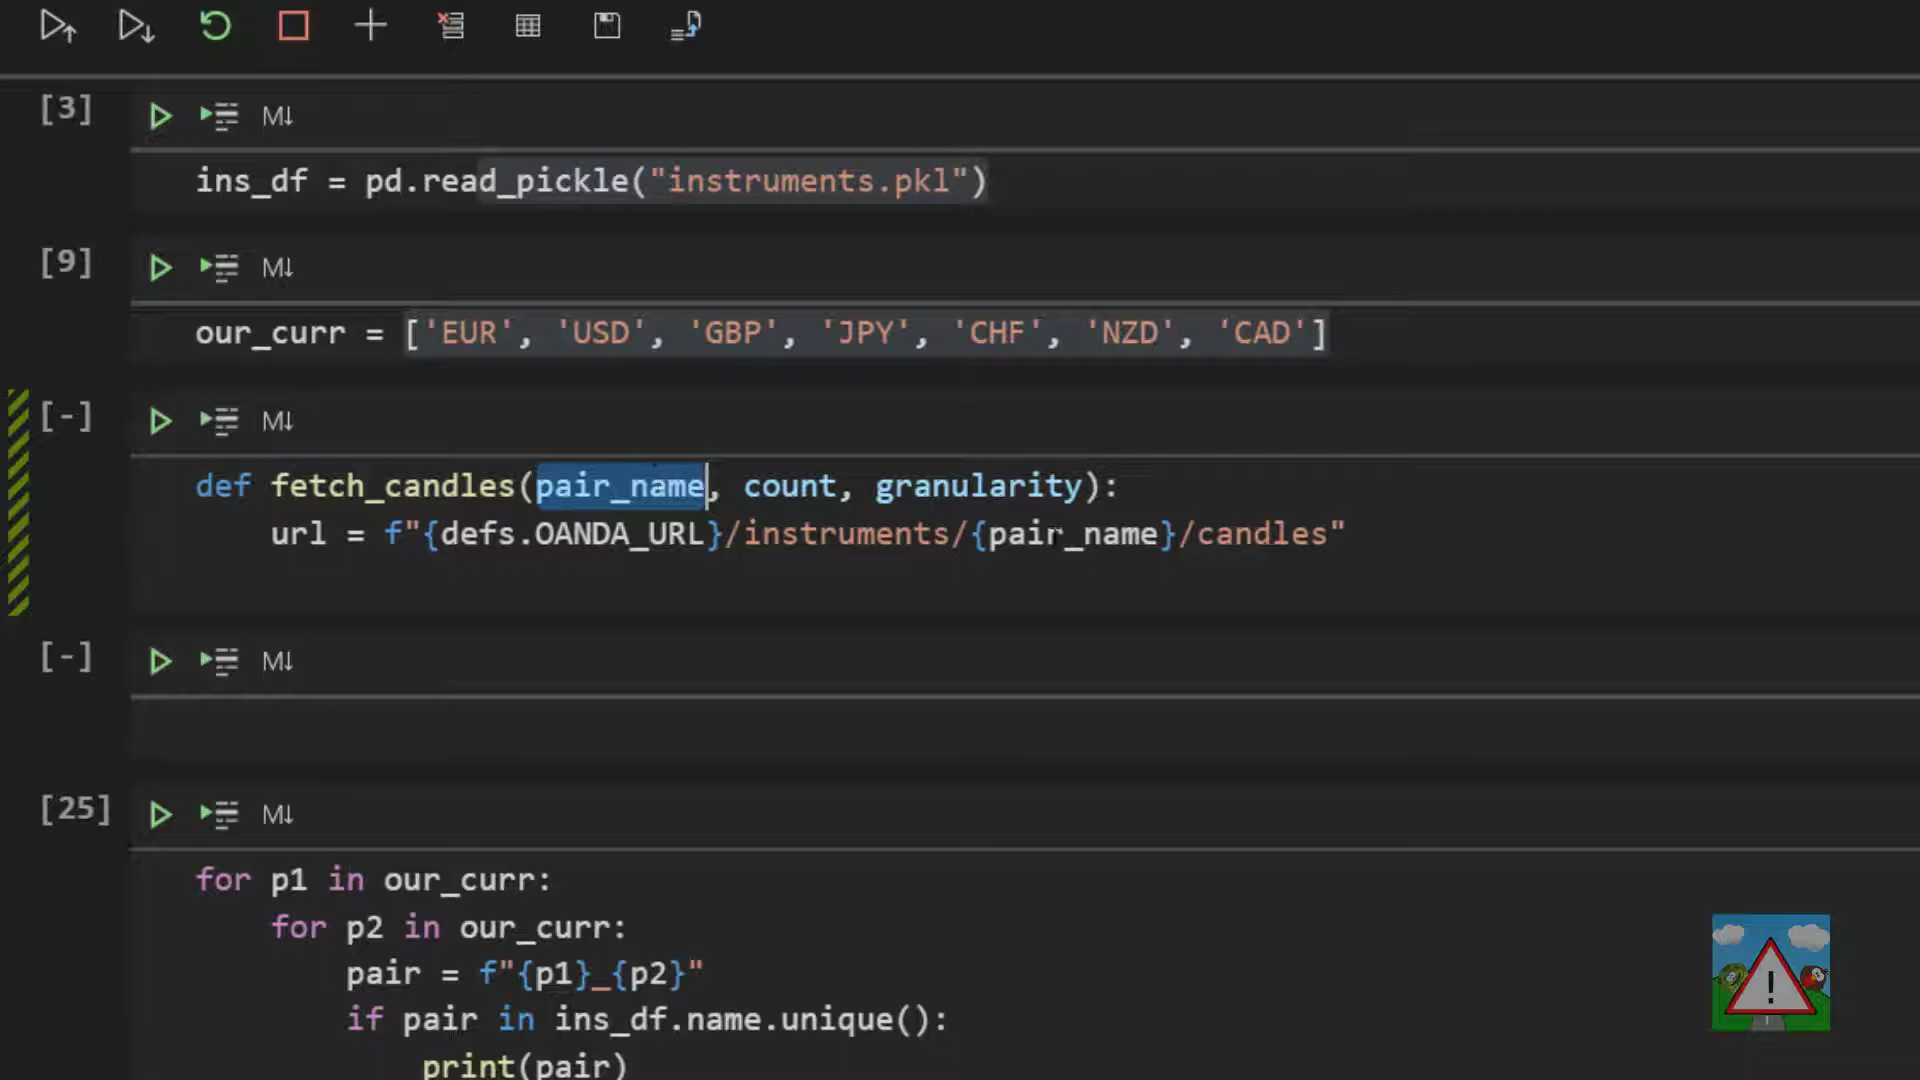 [3]
M↓
ins_df = pd.read_pickle("instruments.pkl")
[9]
M↓
our_curr = ['EUR', 'USD', 'GBP', 'JPY', 'CHF', 'NZD', 'CAD']
[-]
M↓
def fetch_candles(pair_name, count, granularity):
url = f"{defs.OANDA_URL}/instruments/{pair_name}/candles"
[-]
M↓
[25]
M↓
for p1 in our_curr:
for p2 in our_curr:
pair = f"{p1}_{p2}"
if pair in ins_df.name.unique():
print(pair)
!